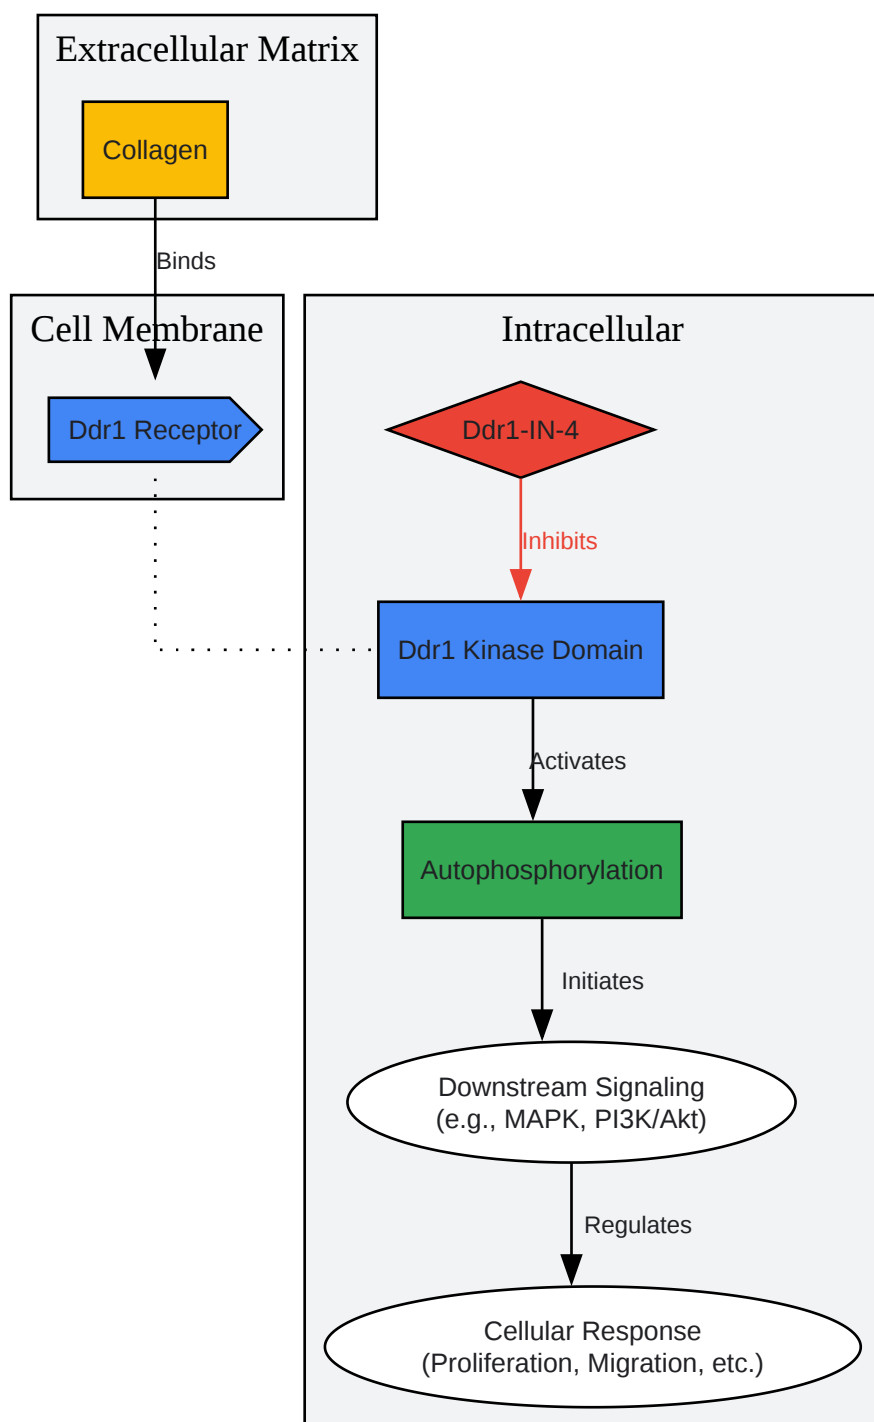 Extracellular Matrix
Collagen
Binds
Cell Membrane
Intracellular
Ddr1 Receptor
Ddr1-IN-4
Inhibits
Ddr1 Kinase Domain
Activates
Autophosphorylation
Initiates
Downstream Signaling
(e.g., MAPK, PI3K/Akt)
Regulates
Cellular Response
(Proliferation, Migration, etc.)